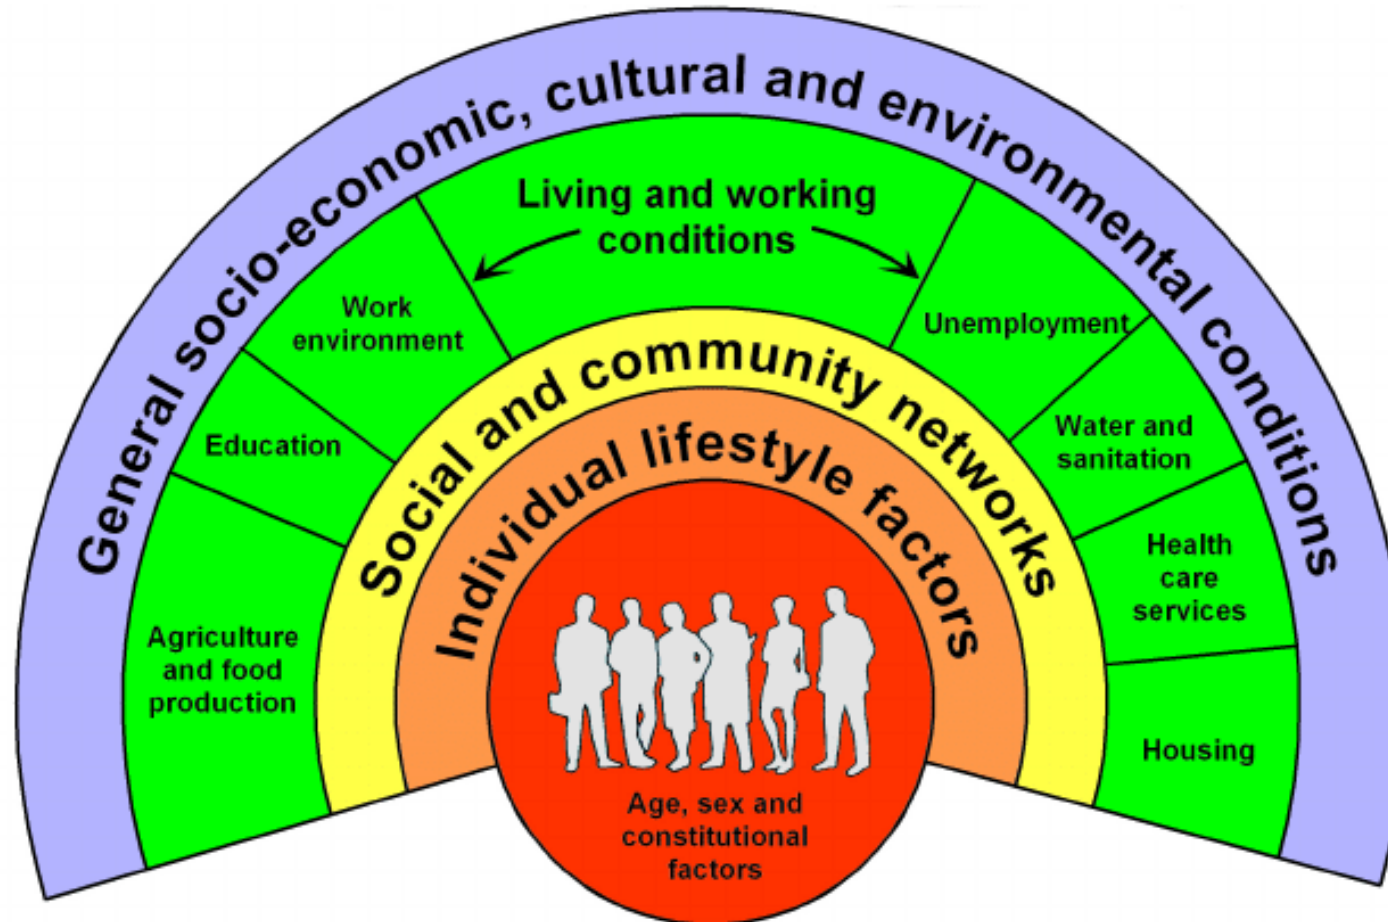 General socio-economic, cultural and environmental conditions
Living and working
conditions
Work
environment
Unemployment
Education
Water and
sanitation
Agriculture
and food
production
Health
care
services
Housing
Social and community networks
Individual lifestyle factors
Age, sex and
constitutional
factors